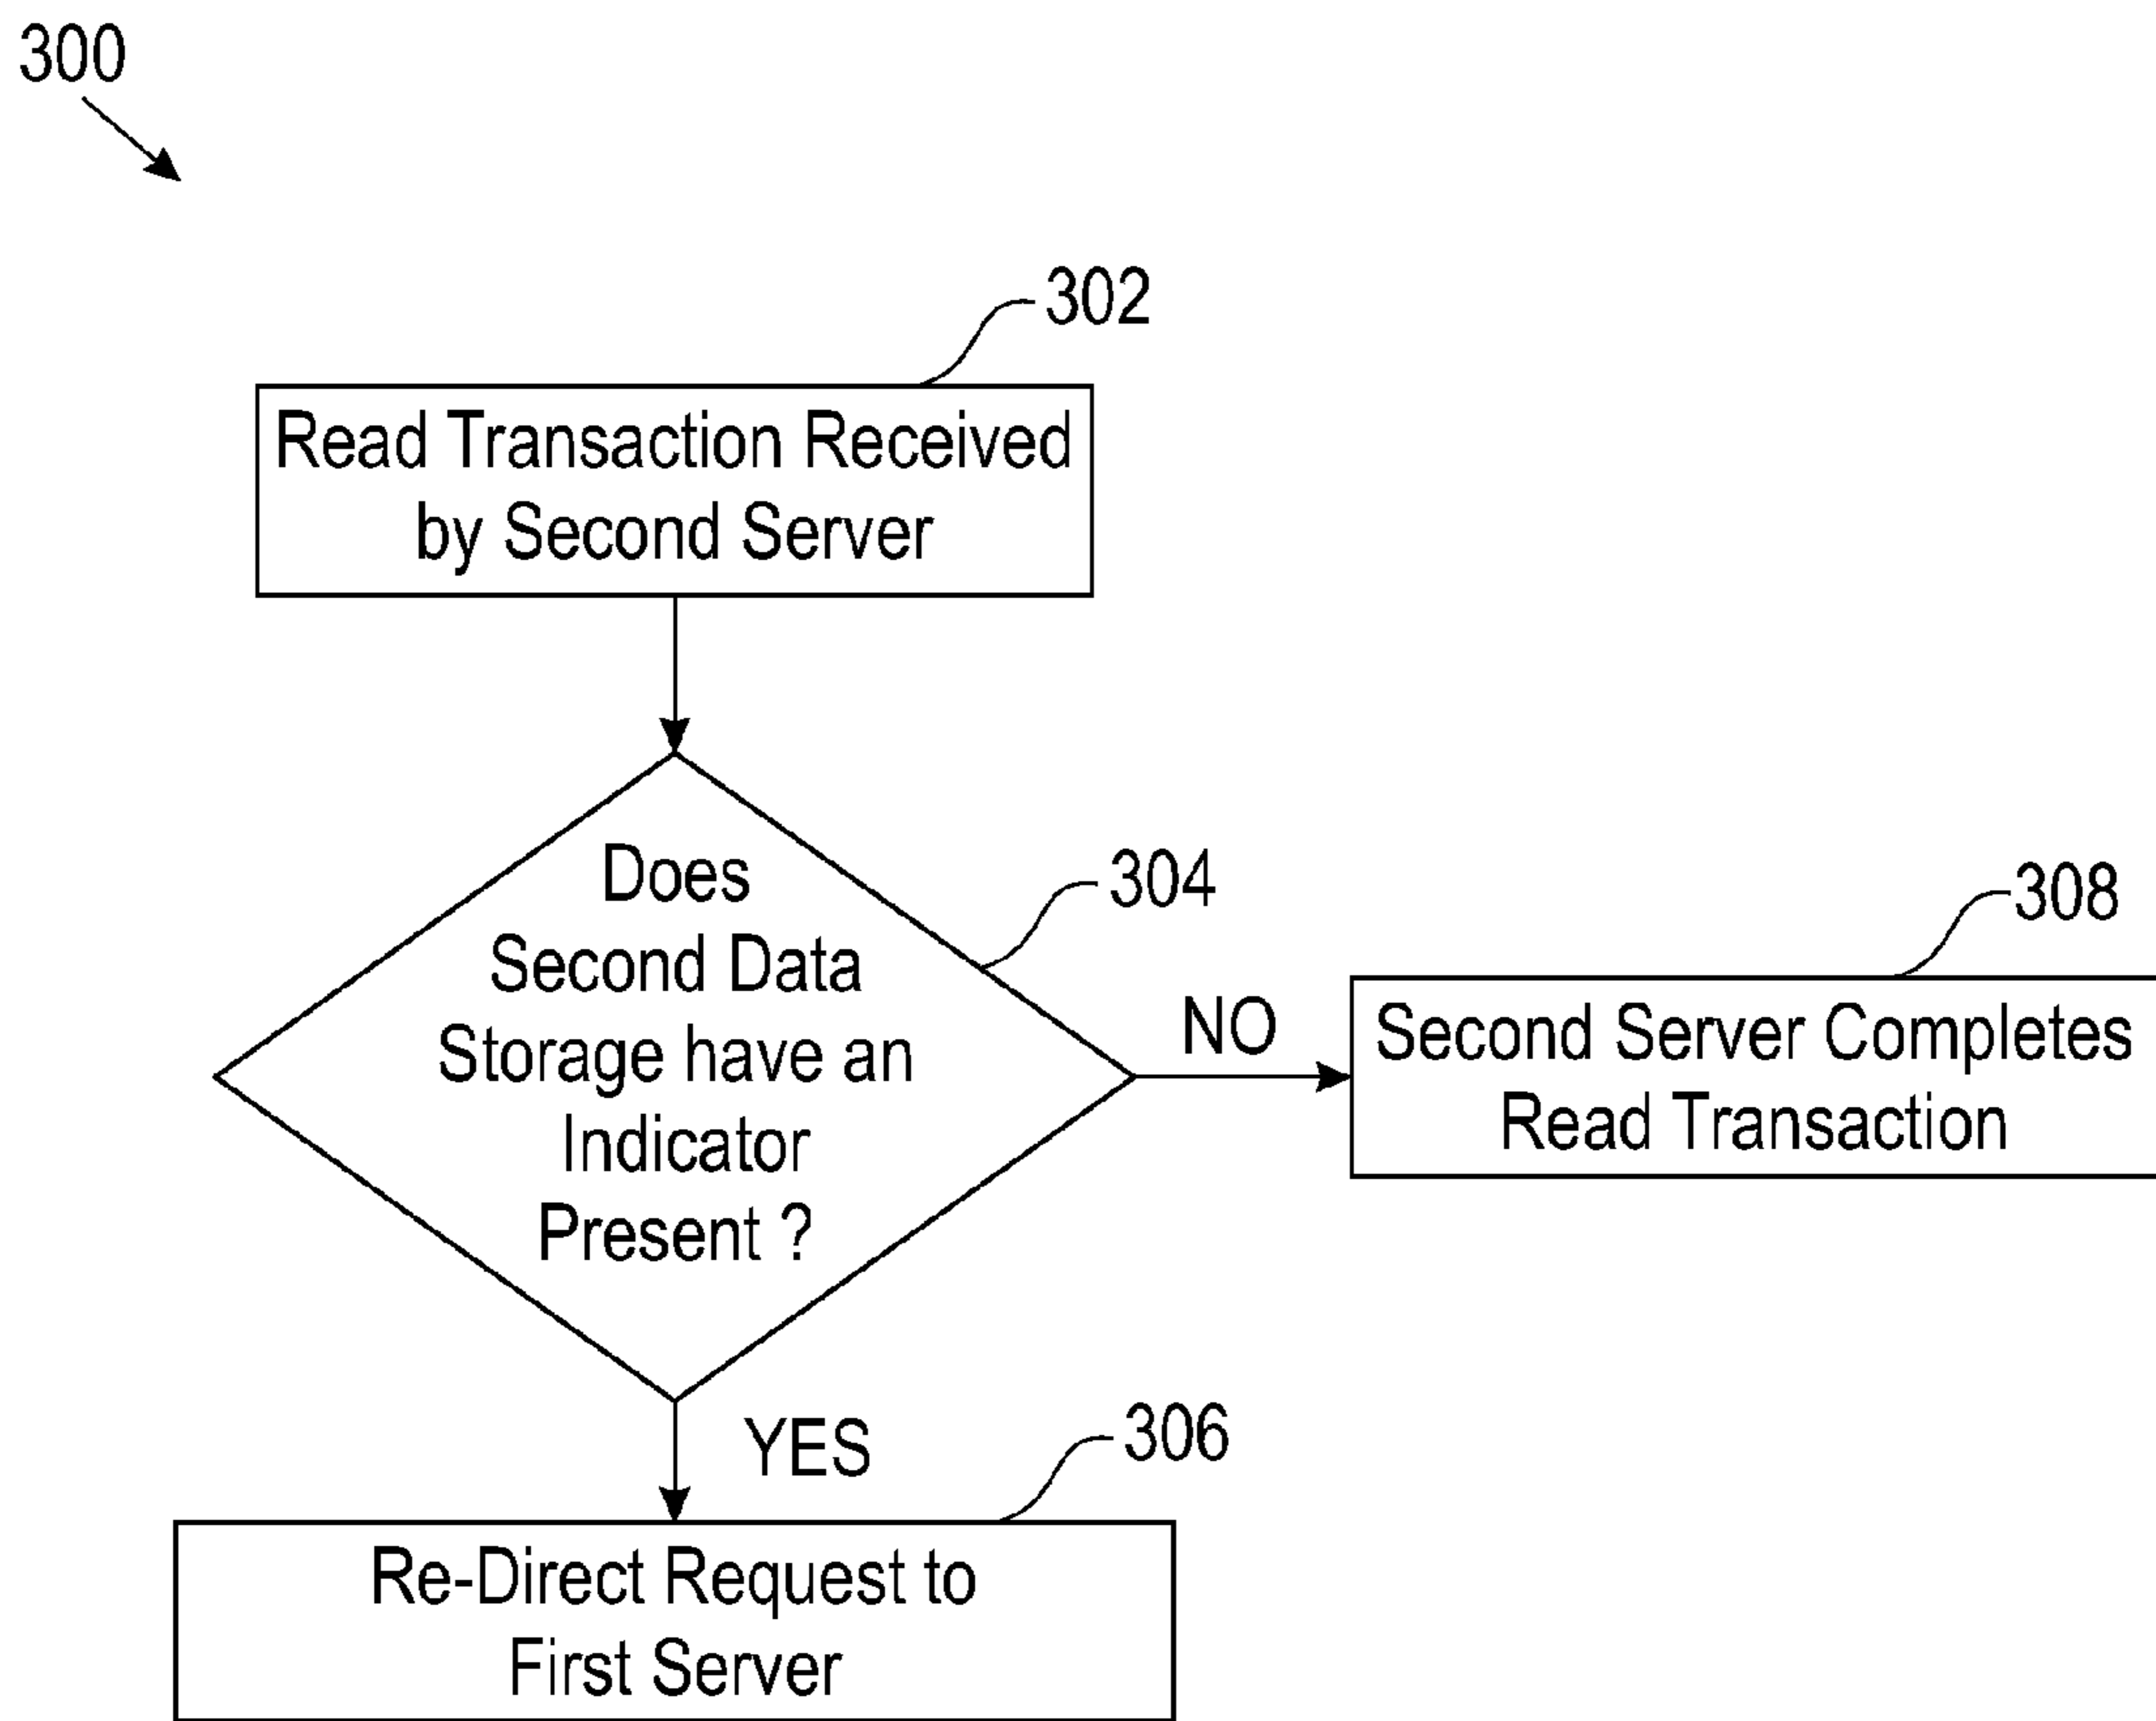 300
302
Read Transaction Received
by Second Server
304
Does
Second Data
Storage have an
Indicator
Present ?
NO
308
Second Server Completes
Read Transaction
YES
306
Re-Direct Request to
First Server